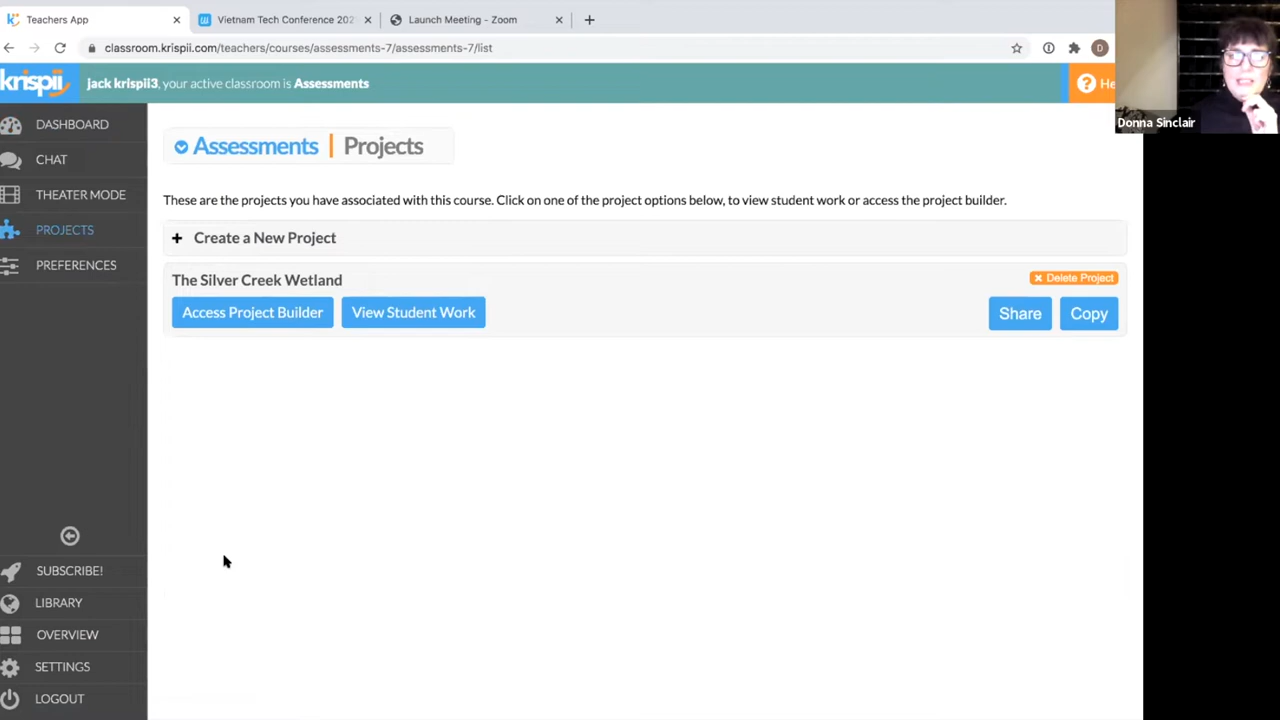 Teachers App
Vietnam Tech Conference 202
Launch Meeting - Zoom
classroom.krispii.com/teachers/courses/assessments-7/assessments-7/list
D
krispii
jack krispii3, your active classroom is Assessments
? He
Donna Sinclair
DASHBOARD
CHAT
THEATER MODE
PROJECTS
PREFERENCES
SUBSCRIBE!
LIBRARY
OVERVIEW
SETTINGS
LOGOUT
Assessments | Projects
These are the projects you have associated with this course. Click on one of the project options below, to view student work or access the project builder.
+ Create a New Project
The Silver Creek Wetland
Delete Project
Access Project Builder
View Student Work
Share
Copy